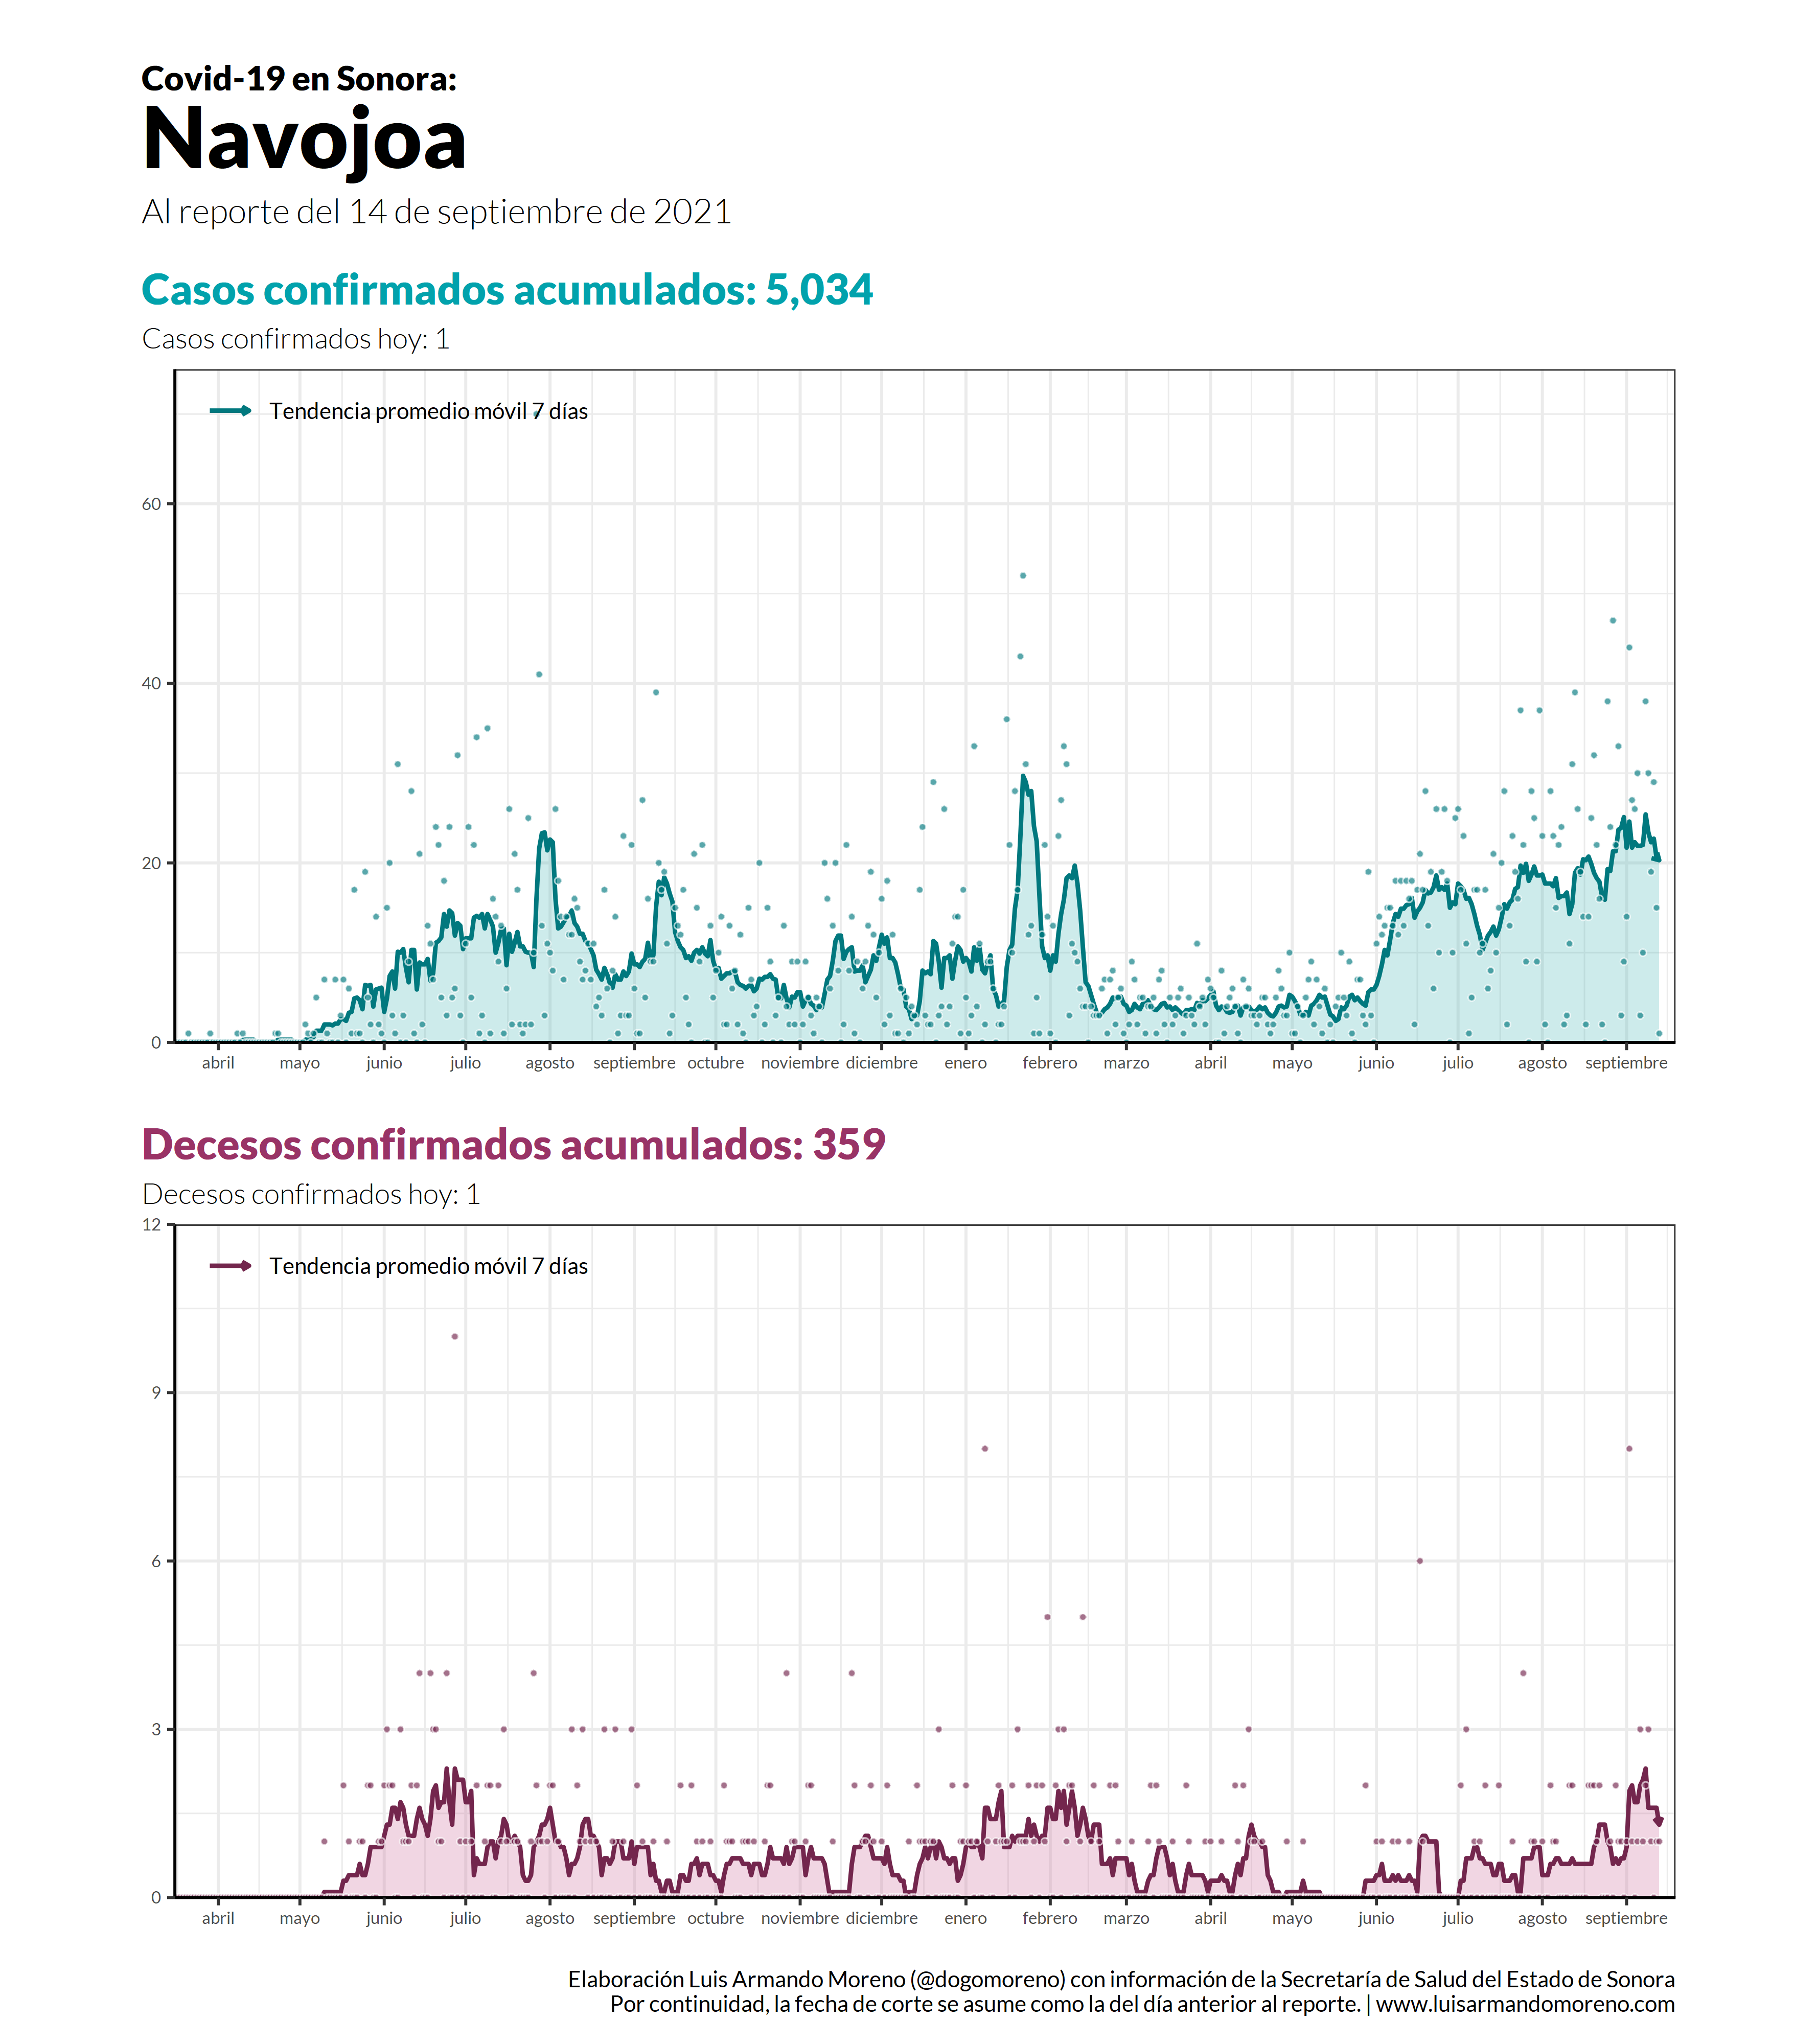 Covid-19 en Sonora:
Navojoa
Al reporte del 14 de septiembre de 2021
Casos confirmados acumulados: 5,034
Casos confirmados hoy: 1
Tendencia promedio móvil 7 días
60
40
20
0
abril mayo junio julio agosto septiembre octubre noviembre diciembre enero febrero marzo abril mayo junio julio agosto septiembre
Decesos confirmados acumulados: 359
Decesos confirmados hoy: 1
12
Tendencia promedio móvil 7 días
9
6
3
0
abril mayo junio julio agosto septiembre octubre noviembre diciembre enero febrero marzo abril mayo junio julio agosto septiembre
Elaboración Luis Armando Moreno (@dogomoreno) con información de la Secretaría de Salud del Estado de Sonora
Por continuidad, la fecha de corte se asume como la del día anterior al reporte. | www.luisarmandomoreno.com